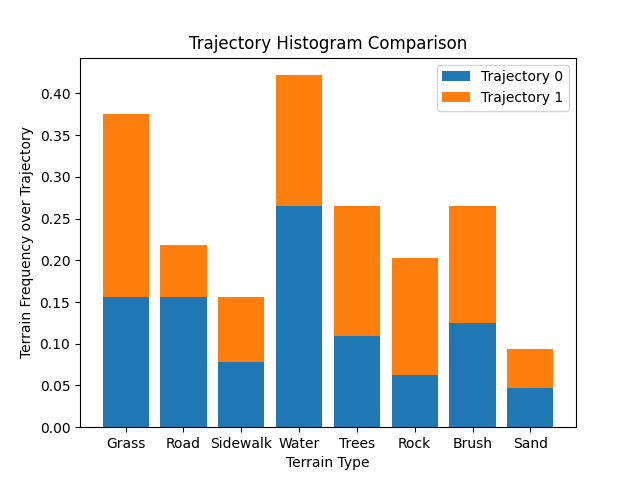 Trajectory Histogram Comparison
Trajectory 0
Trajectory 1
Terrain Frequency over Trajectory
0.40
0.35
0.30
0.25
0.20
0.15
0.10
0.05
0.00
Grass Road Sidewalk Water Trees Rock Brush Sand
Terrain Type